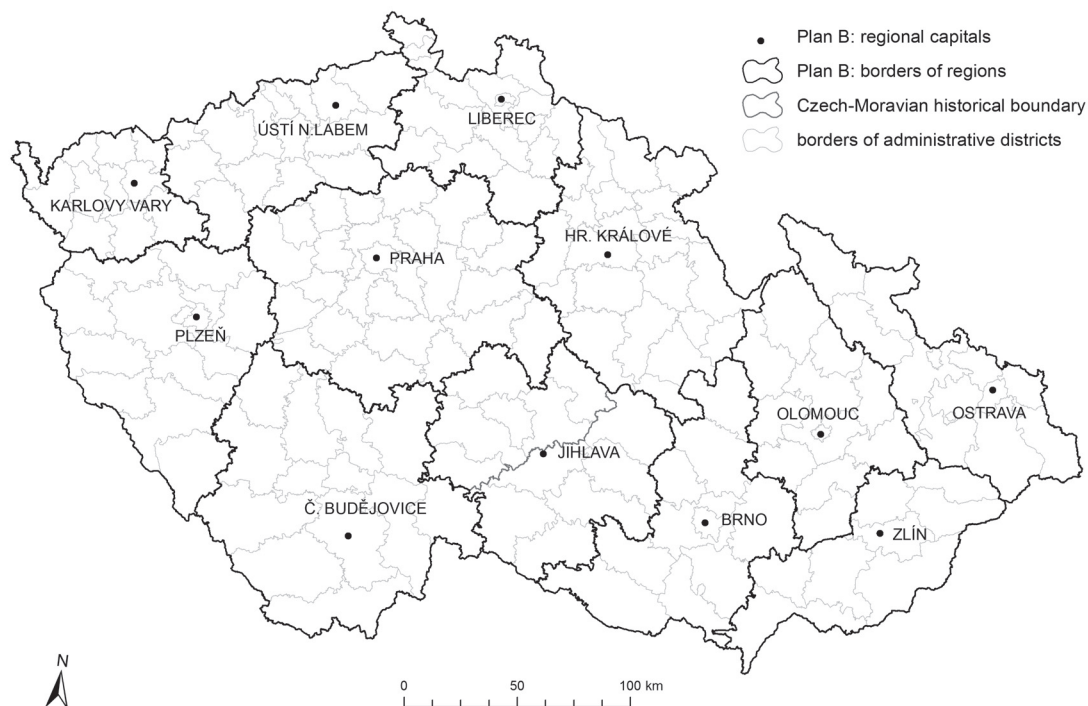 Plan B: regional capitals
Plan B: borders of regions
Czech-Moravian historical boundary
borders of administrative districts
ÚSTÍ N.LABEM
LIBEREC
KARLOVY VARY
HR. KRÁLOVÉ
PRAHA
PLZEŇ
OLOMOUC
OSTRAVA
JIHLAVA
Č. BUDĚJOVICE
BRNO
ZLÍN
N
0 50 100 km